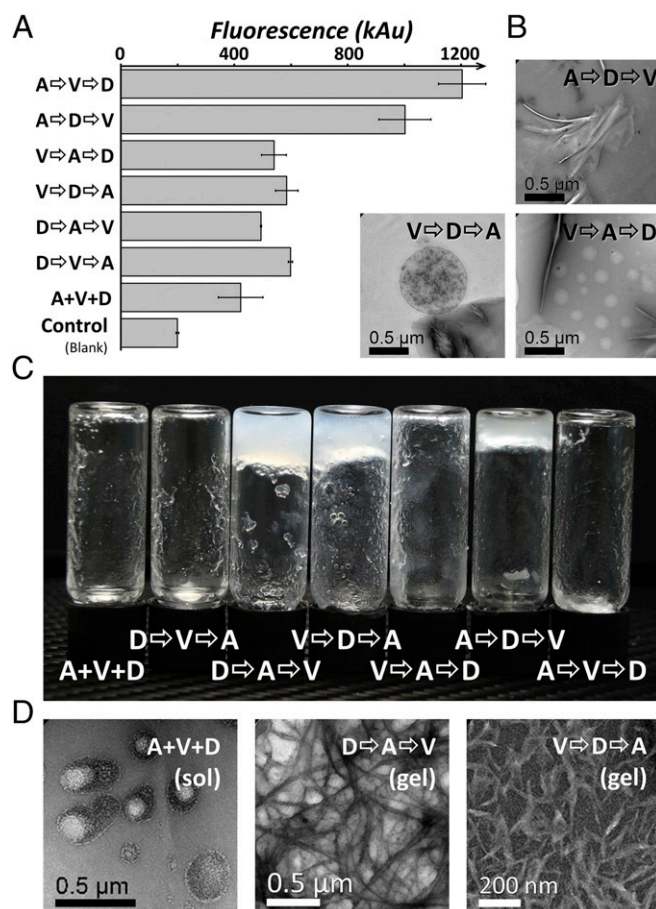 A
Fluorescence (kAu)
0 400 800 1200
A⇨V⇨D
A⇨D⇨V
V⇨A⇨D
V⇨D⇨A
D⇨A⇨V
D⇨V⇨A
A+V+D
Control
(Blank)
B
A⇨D⇨V
0.5 µm
V⇨D⇨A
0.5 µm
V⇨A⇨D
0.5 µm
C
D⇨V⇨A V⇨D⇨A A⇨D⇨V
A+V+D D⇨A⇨V V⇨A⇨D A⇨V⇨D
D
A+V+D
(sol)
0.5 µm
D⇨A⇨V
(gel)
0.5 µm
V⇨D⇨A
(gel)
200 nm